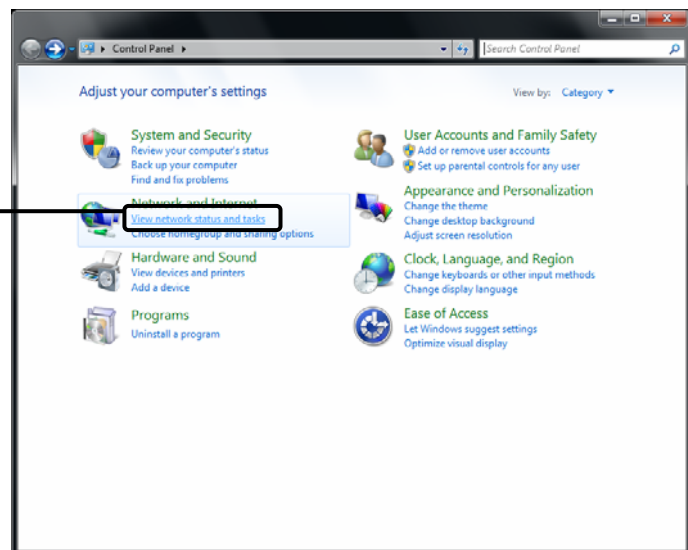 Control Panel
Search Control Panel
Adjust your computer's settings
View by: Category
System and Security
Review your computer's status
Back up your computer
Find and fix problems
Network and Internet
View network status and tasks
Choose homegroup and sharing options
Hardware and Sound
View devices and printers
Add a device
Programs
Uninstall a program
User Accounts and Family Safety
Add or remove user accounts
Set up parental controls for any user
Appearance and Personalization
Change the theme
Change desktop background
Adjust screen resolution
Clock, Language, and Region
Change keyboards or other input methods
Change display language
Ease of Access
Let Windows suggest settings
Optimize visual display